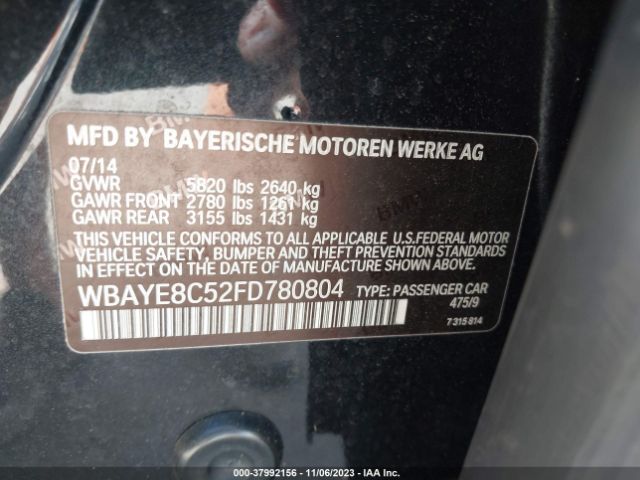 MFD BY BAYERISCHE MOTOREN WERKE AG
07/14
GVWR 5820 lbs 2640 kg
GAWR FRONT 2780 lbs 1261 kg
GAWR REAR 3155 lbs 1431 kg
THIS VEHICLE CONFORMS TO ALL APPLICABLE U.S.FEDERAL MOTOR
VEHICLE SAFETY, BUMPER AND THEFT PREVENTION STANDARDS
IN EFFECT ON THE DATE OF MANUFACTURE SHOWN ABOVE.
WBAYE8C52FD780804 TYPE: PASSENGER CAR
475/9
7 315 814
000-37992156 - 11/06/2023 - IAA Inc.